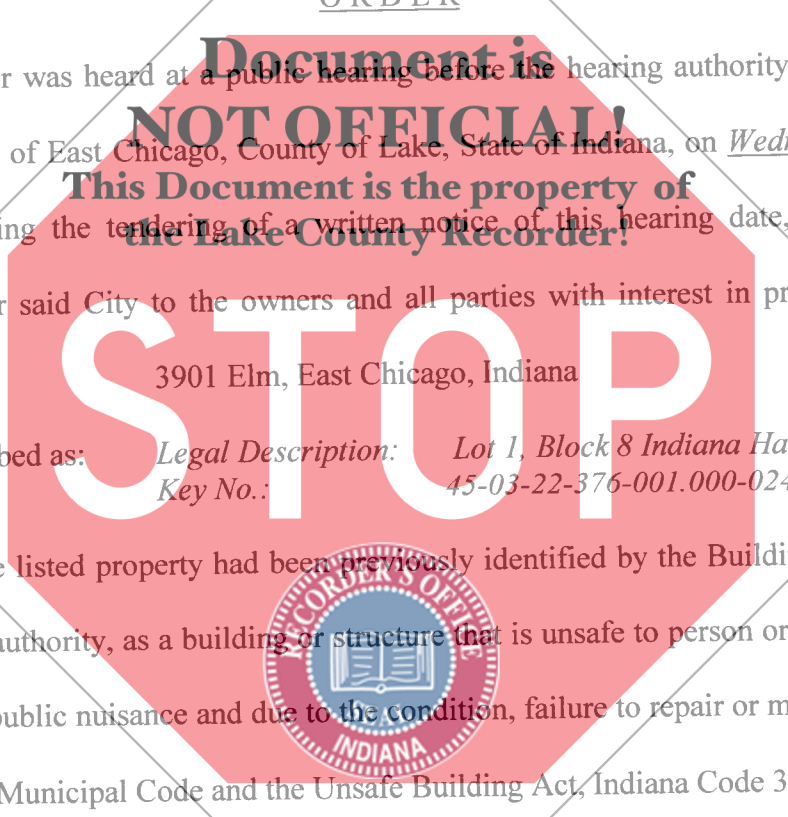 ORDER
Document is
r was heard at a public hearing before the hearing authority
NOT OFFICIAL!
of East Chicago, County of Lake, State of Indiana, on Wedn
This Document is the property of
ing the tendering of a written notice of this hearing date,
the Lake County Recorder!
r said City to the owners and all parties with interest in pr
STOP
3901 Elm, East Chicago, Indiana
bed as: Legal Description: Lot 1, Block 8 Indiana Ha
Key No.: 45-03-22-376-001.000-024
e listed property had been previously identified by the Buildi
RECORDER'S OFFICE
authority, as a building or structure that is unsafe to person or
public nuisance and due to the condition, failure to repair or m
INDIANA
Municipal Code and the Unsafe Building Act, Indiana Code 3